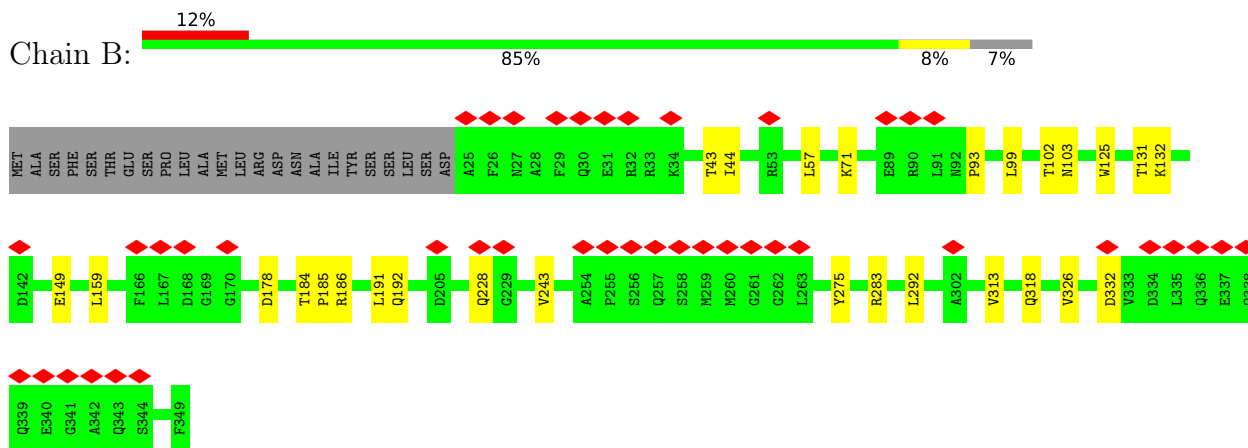 12%
Chain B:
85% 8% 7%
MET ALA SER PHE SER THR GLU SER PRO LEU ALA MET LEU ARG ASP ASN ALA ILE TYR SER SER LEU SER ASP A25 F26 N27 A28 F29 Q30 E31 R32 R33 K34 T43 I44 R53 L57 K71 E89 R90 L91 N92 P93 L99 T102 N103 W125 T131 K132
D142 E149 L159 F166 L167 D168 G169 G170 D178 T184 P185 R186 L191 Q192 D205 Q228 G229 V243 A254 P255 S256 Q257 S258 M259 M260 G261 G262 L263 Y275 R283 L292 A302 V313 Q318 V326 D332 V333 D334 L335 Q336 E337
Q339 E340 G341 A342 Q343 S344 F349